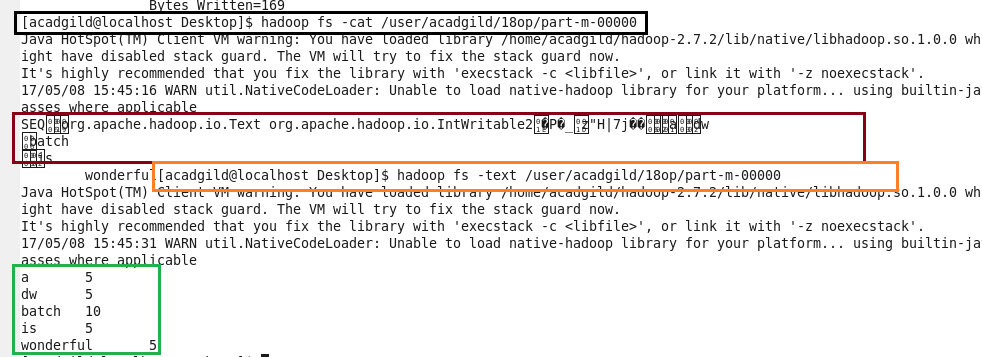 Bytes Written=169
[acadgild@localhost Desktop]$ hadoop fs -cat /user/acadgild/18op/part-m-00000
Java HotSpot(TM) Client VM warning: You have loaded library /home/acadgild/hadoop-2.7.2/lib/native/libhadoop.so.1.0.0 wh
ight have disabled stack guard. The VM will try to fix the stack guard now.
It's highly recommended that you fix the library with 'execstack -c <libfile>', or link it with '-z noexecstack'.
17/05/08 15:45:16 WARN util.NativeCodeLoader: Unable to load native-hadoop library for your platform... using builtin-ja
asses where applicable
SEQ org.apache.hadoop.io.Text org.apache.hadoop.io.IntWritable2 �P�_ z"H|7j�� a dw
batch
is
wonderful[acadgild@localhost Desktop]$ hadoop fs -text /user/acadgild/18op/part-m-00000
Java HotSpot(TM) Client VM warning: You have loaded library /home/acadgild/hadoop-2.7.2/lib/native/libhadoop.so.1.0.0 wh
ight have disabled stack guard. The VM will try to fix the stack guard now.
It's highly recommended that you fix the library with 'execstack -c <libfile>', or link it with '-z noexecstack'.
17/05/08 15:45:31 WARN util.NativeCodeLoader: Unable to load native-hadoop library for your platform... using builtin-ja
asses where applicable
a 5
dw 5
batch 10
is 5
wonderful 5